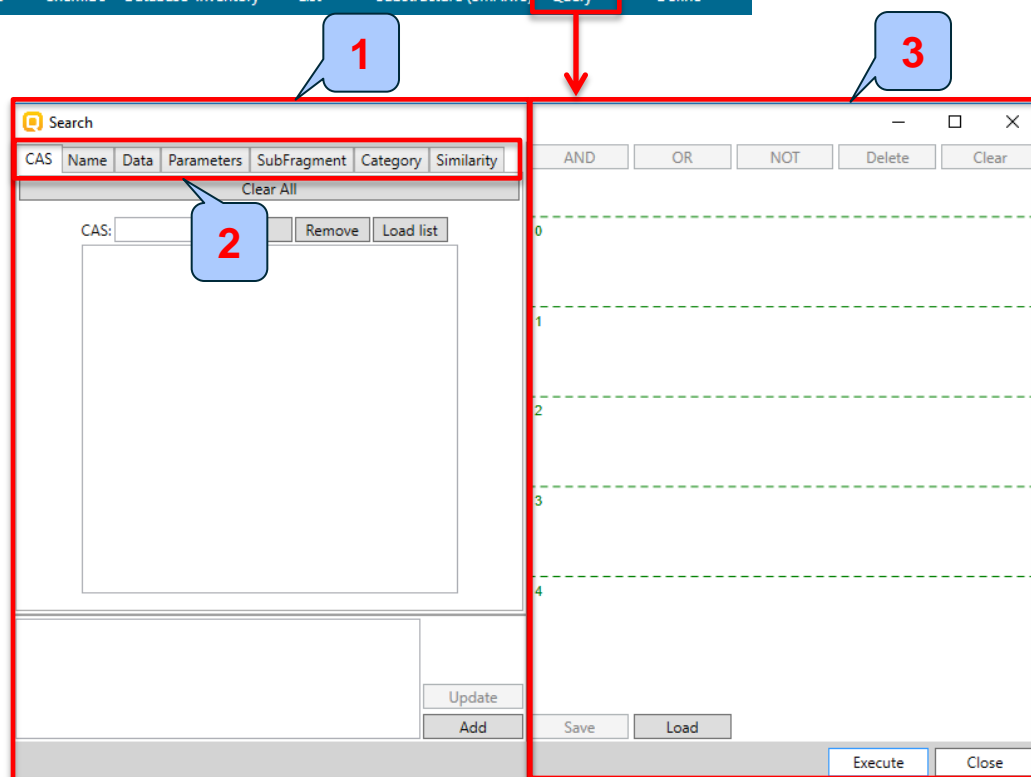 Query
1
3
Search
CAS Name Data Parameters SubFragment Category Similarity
AND OR NOT Delete Clear
Clear All
CAS: Remove Load list
2
0
1
2
3
4
Update
Add
Save Load
Execute Close